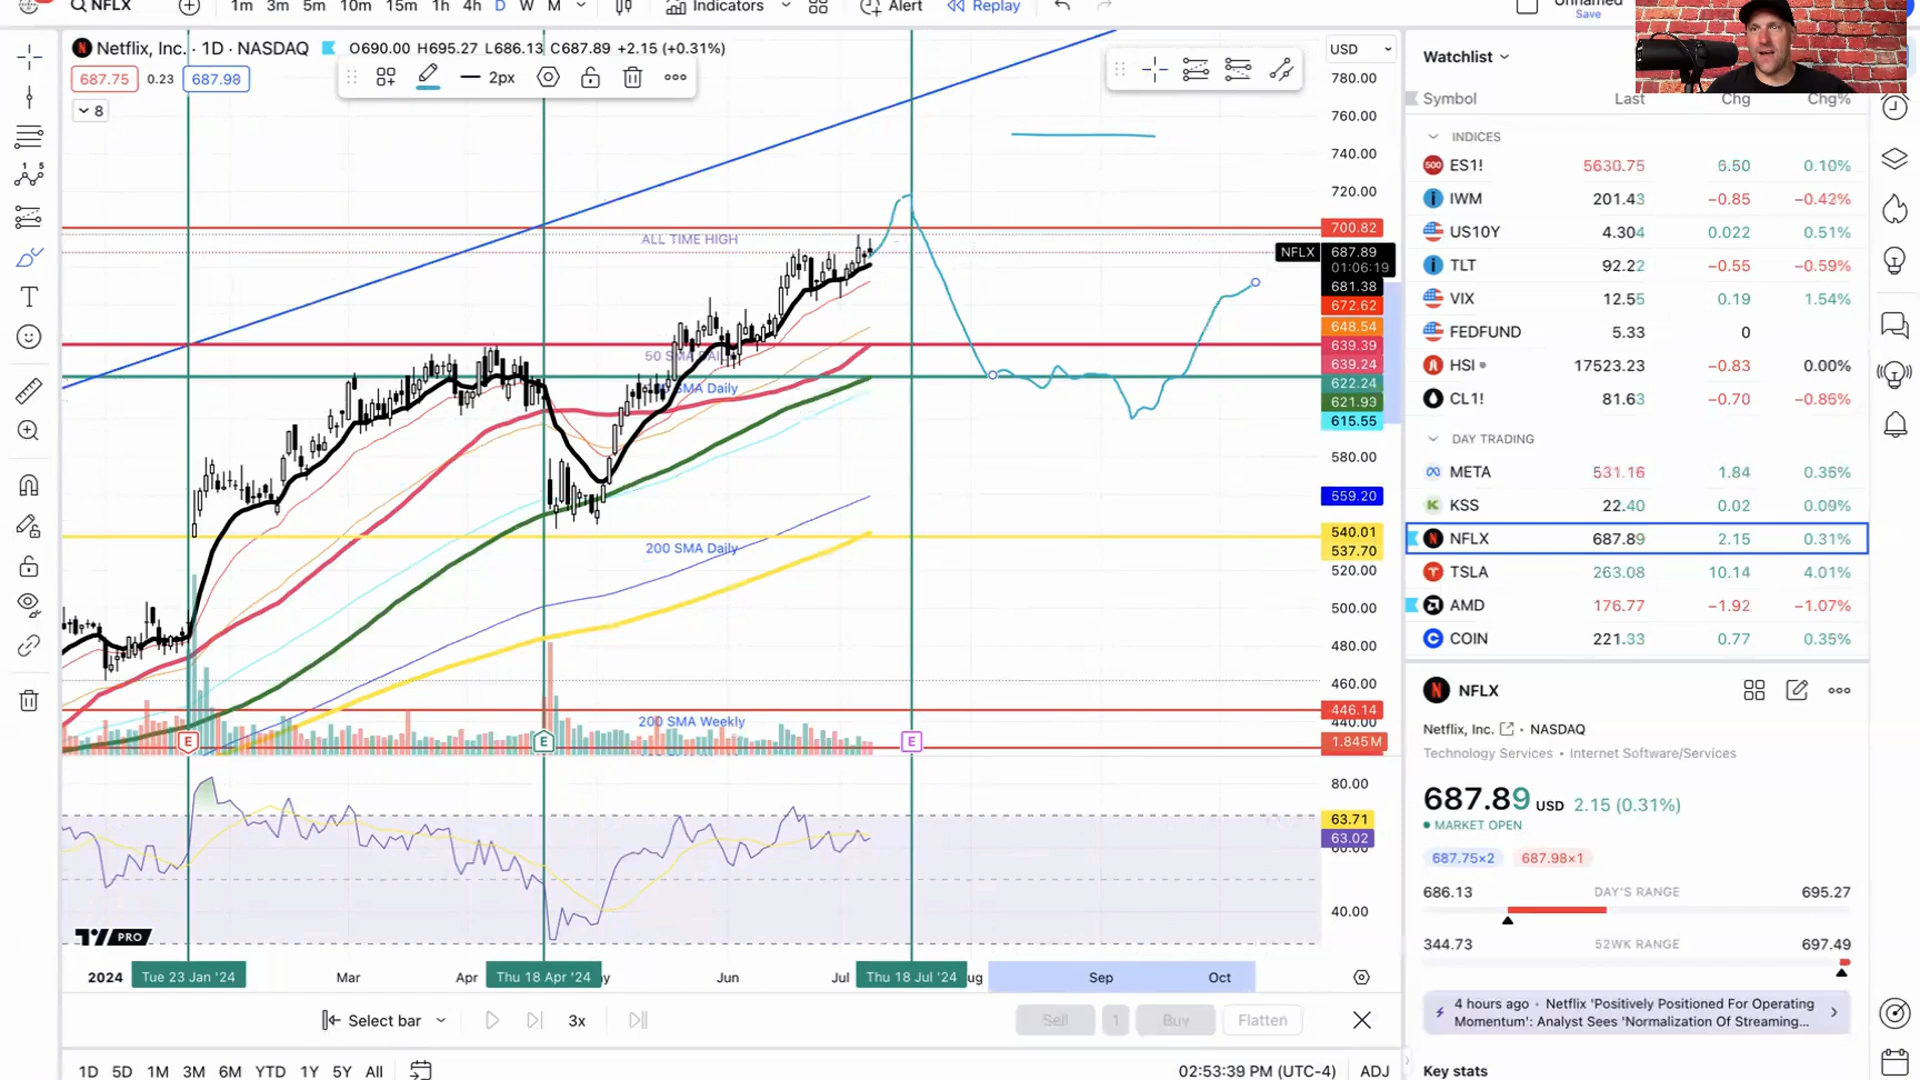 NFLX
1m 3m 5m 10m 15m 1h 4h D W M
Indicators
Alert
Replay
Unnamed
Save
Netflix, Inc. · 1D · NASDAQ O690.00 H695.27 L686.13 C687.89 +2.15 (+0.31%)
687.75 0.23 687.98
2px
8
USD
780.00
760.00
740.00
720.00
700.82
ALL TIME HIGH
NFLX 687.89
01:06:19
681.38
672.62
648.54
639.39
50 SMA DAILY
639.24
622.24
SMA Daily
621.93
615.55
580.00
559.20
540.01
200 SMA Daily
537.70
520.00
500.00
480.00
460.00
446.14
200 SMA Weekly
440.00
1.845M
E E E
80.00
63.71
63.02
60.00
40.00
PRO
2024 Tue 23 Jan '24 Mar Apr Thu 18 Apr '24 y Jun Jul Thu 18 Jul '24 ug Sep Oct
Select bar 3x Sell 1 Buy Flatten
1D 5D 1M 3M 6M YTD 1Y 5Y All 02:53:39 PM (UTC-4) ADJ
Watchlist
Symbol Last Chg Chg%
INDICES
ES1! 5630.75 6.50 0.10%
IWM 201.43 −0.85 −0.42%
US10Y 4.304 0.022 0.51%
TLT 92.22 −0.55 −0.59%
VIX 12.55 0.19 1.54%
FEDFUND 5.33 0
HSI 17523.23 −0.83 0.00%
CL1! 81.63 −0.70 −0.85%
DAY TRADING
META 531.16 1.84 0.35%
KSS 22.40 0.02 0.09%
NFLX 687.89 2.15 0.31%
TSLA 263.08 10.14 4.01%
AMD 176.77 −1.92 −1.07%
COIN 221.33 0.77 0.35%
NFLX
Netflix, Inc. · NASDAQ
Technology Services • Internet Software/Services
687.89 USD 2.15 (0.31%)
MARKET OPEN
687.75×2 687.98×1
686.13 DAY'S RANGE 695.27
344.73 52WK RANGE 697.49
4 hours ago · Netflix 'Positively Positioned For Operating
Momentum': Analyst Sees 'Normalization Of Streaming...
Key stats